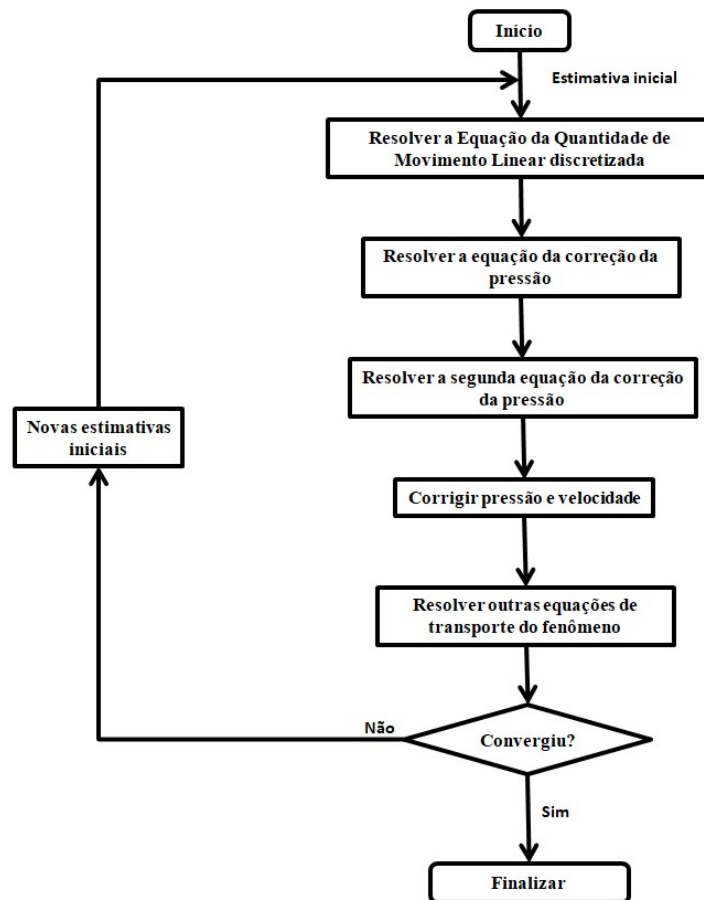 Início
Estimativa inicial
Resolver a Equação da Quantidade de
Movimento Linear discretizada
Resolver a equação da correção da
pressão
Resolver a segunda equação da correção
da pressão
Novas estimativas
iniciais
Corrigir pressão e velocidade
Resolver outras equações de
transporte do fenômeno
Não
Convergiu?
Sim
Finalizar